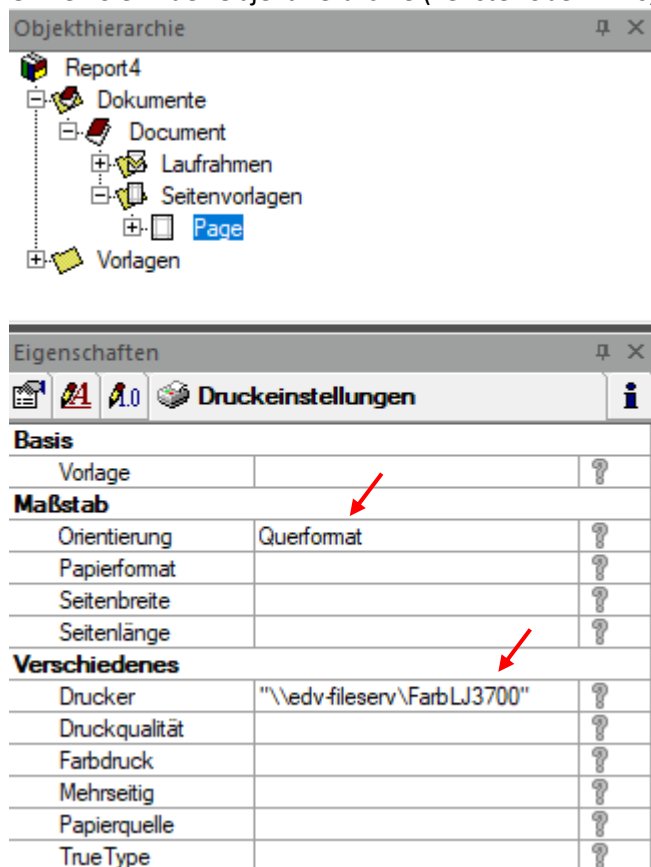 Objekthierarchie
Report4
Dokumente
Document
Laufrahmen
Seitenvorlagen
Page
Vorlagen
Eigenschaften
Druckeinstellungen
Basis
Vorlage
Maßstab
Orientierung Querformat
Papierformat
Seitenbreite
Seitenlänge
Verschiedenes
Drucker "\\edv-fileserv\FarbLJ3700"
Druckqualität
Farbdruck
Mehrseitig
Papierquelle
TrueType